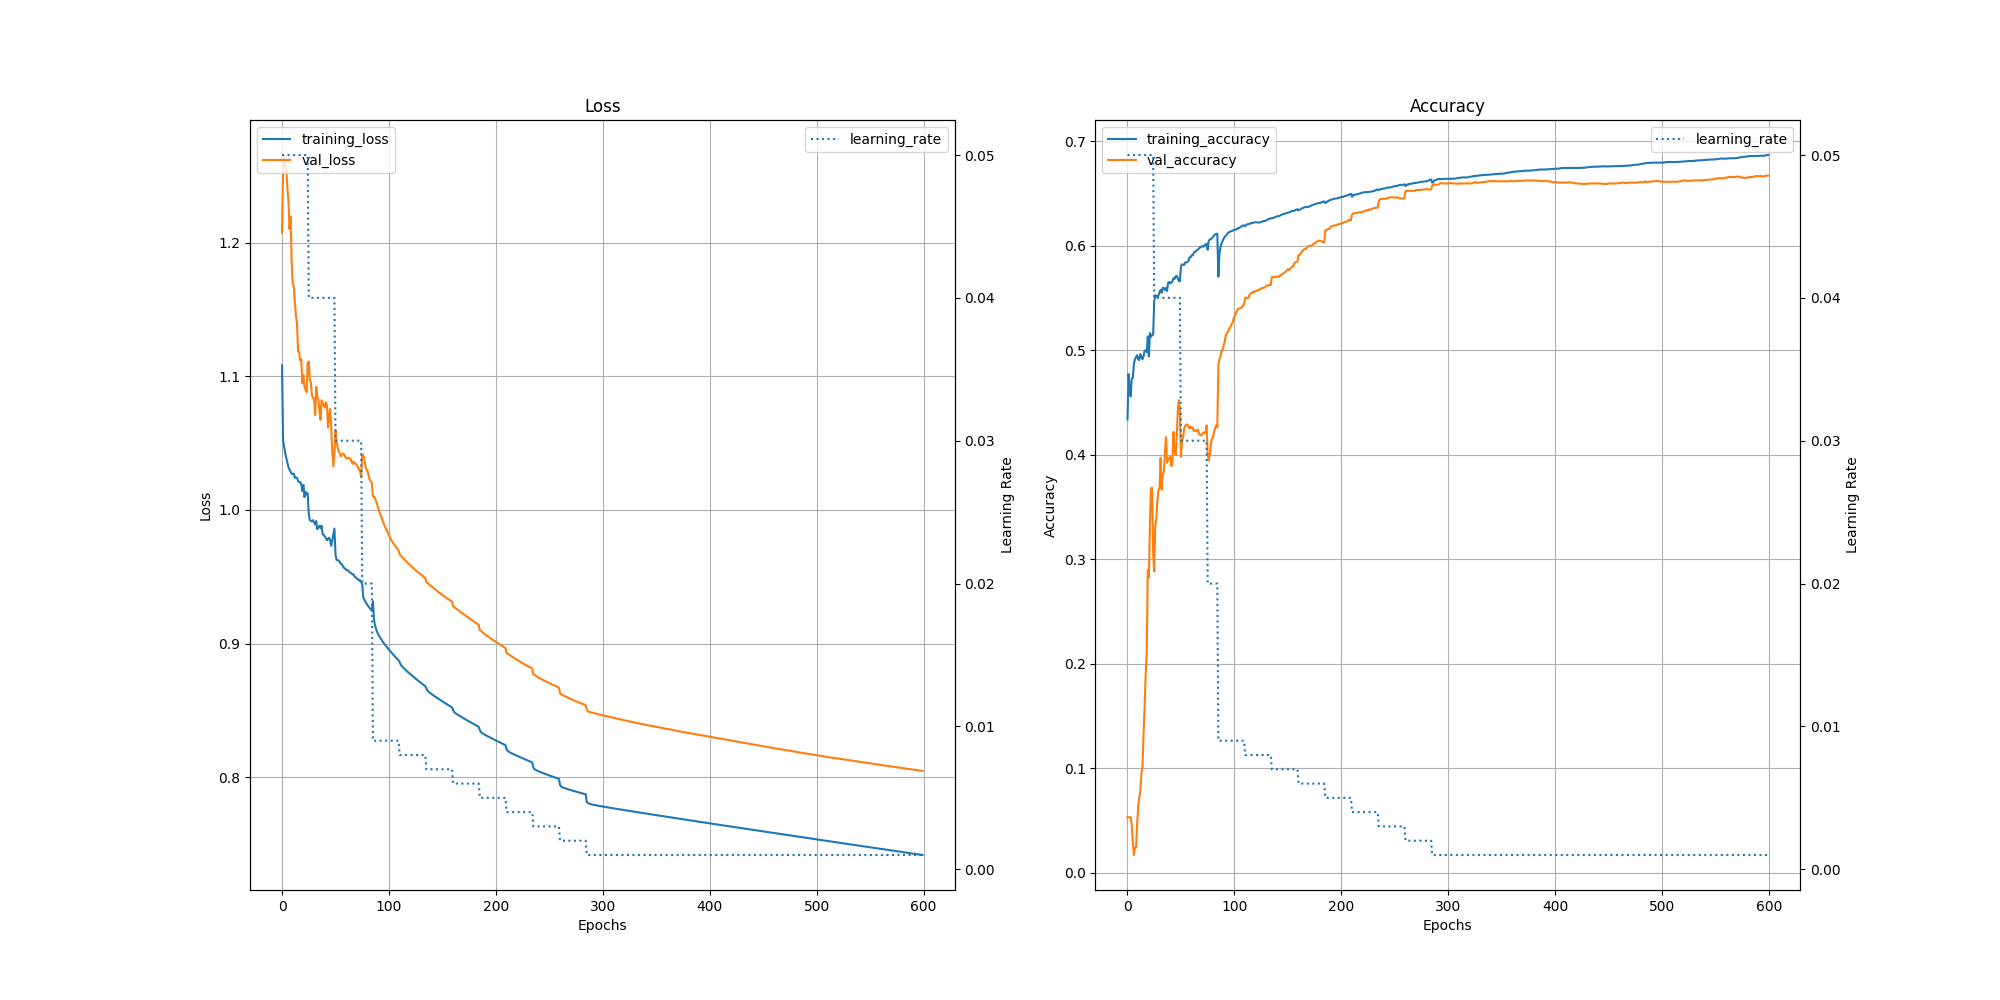 Loss
training_loss
val_loss
learning_rate
1.2
1.1
1.0
0.9
0.8
Loss
0.05
0.04
0.03
0.02
0.01
0.00
Learning Rate
0 100 200 300 400 500 600
Epochs
Accuracy
training_accuracy
val_accuracy
learning_rate
0.7
0.6
0.5
0.4
0.3
0.2
0.1
0.0
Accuracy
0.05
0.04
0.03
0.02
0.01
0.00
Learning Rate
0 100 200 300 400 500 600
Epochs